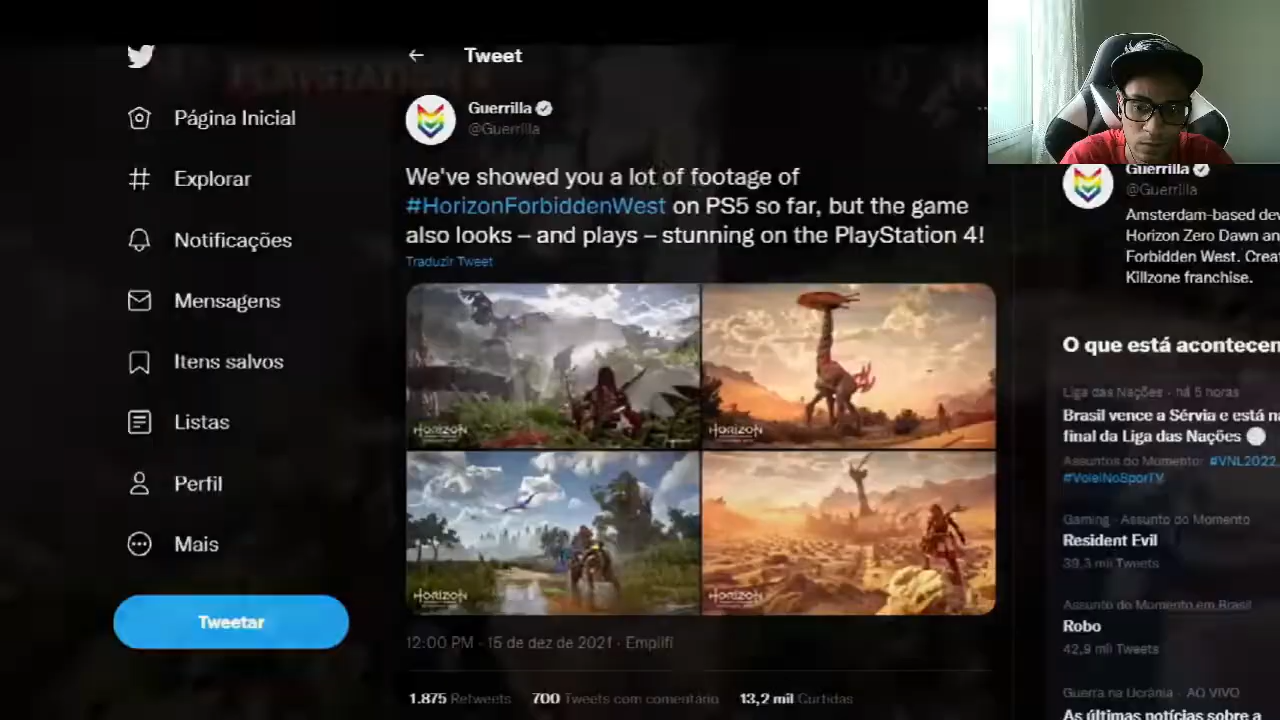 Tweet
Página Inicial
Explorar
Notificações
Mensagens
Itens salvos
Listas
Perfil
Mais
Tweetar
Guerrilla
@Guerrilla
We've showed you a lot of footage of
#HorizonForbiddenWest on PS5 so far, but the game
also looks – and plays – stunning on the PlayStation 4!
Traduzir Tweet
HORIZON
HORIZON
HORIZON
HORIZON
12:00 PM · 15 de dez de 2021 · Emplifi
1.875 Retweets 700 Tweets com comentário 13,2 mil Curtidas
Guerrilla
@Guerrilla
Amsterdam-based dev
Horizon Zero Dawn an
Forbidden West. Creat
Killzone franchise.
O que está acontecen
Liga das Nações · há 5 horas
Brasil vence a Sérvia e está na
final da Liga das Nações
Assuntos do Momento: #VNL2022,
#VoleiNoSporTV
Gaming · Assunto do Momento
Resident Evil
39,3 mil Tweets
Assunto do Momento em Brasil
Robo
42,9 mil Tweets
Guerra na Ucrânia · AO VIVO
As últimas notícias sobre a